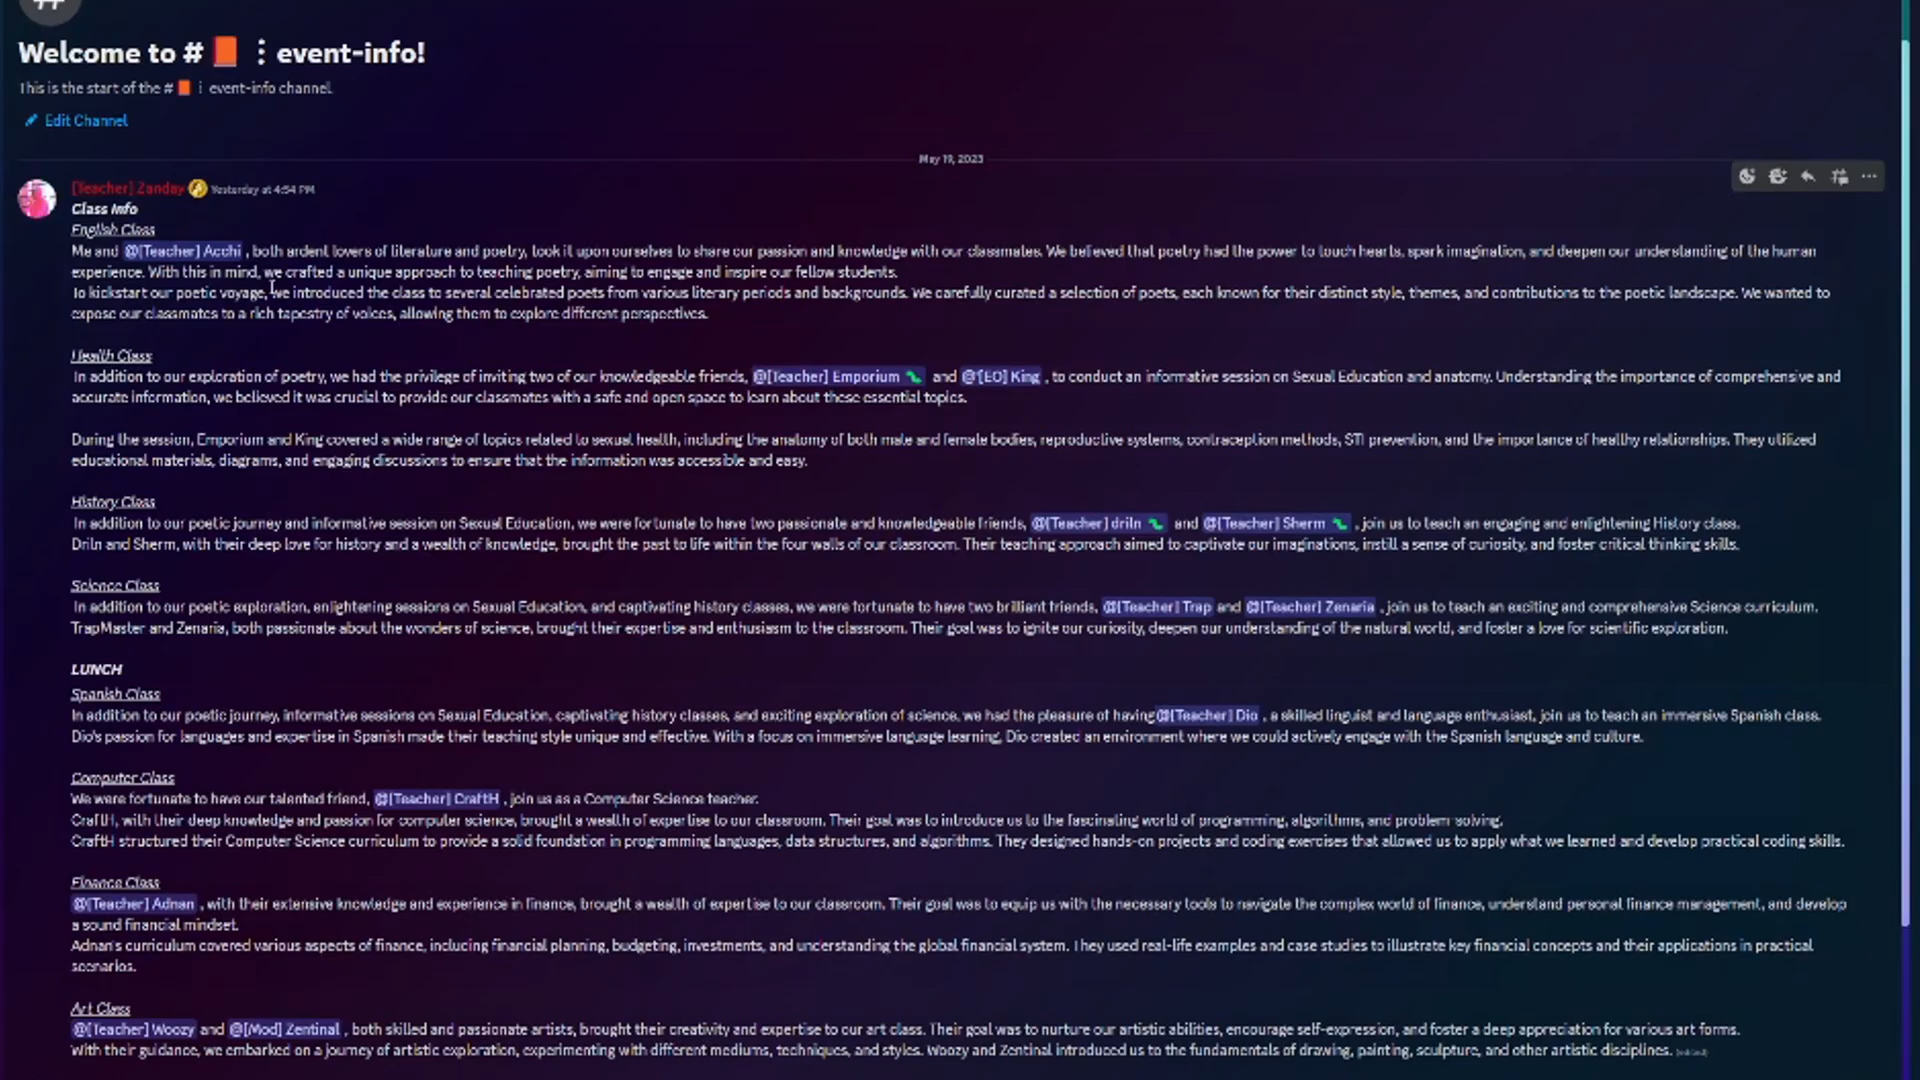 Welcome to # 📕 ⋮ event-info!
This is the start of the # 📕 ⋮ event-info channel.
Edit Channel
May 19, 2023
[Teacher] Zanday Yesterday at 4:54 PM
Class Info
English Class
Me and @[Teacher] Acchi , both ardent lovers of literature and poetry, took it upon ourselves to share our passion and knowledge with our classmates. We believed that poetry had the power to touch hearts, spark imagination, and deepen our understanding of the human
experience. With this in mind, we crafted a unique approach to teaching poetry, aiming to engage and inspire our fellow students.
To kickstart our poetic voyage, we introduced the class to several celebrated poets from various literary periods and backgrounds. We carefully curated a selection of poets, each known for their distinct style, themes, and contributions to the poetic landscape. We wanted to
expose our classmates to a rich tapestry of voices, allowing them to explore different perspectives.
Health Class
In addition to our exploration of poetry, we had the privilege of inviting two of our knowledgeable friends, @[Teacher] Emporium and @'[EO] King , to conduct an informative session on Sexual Education and anatomy. Understanding the importance of comprehensive and
accurate information, we believed it was crucial to provide our classmates with a safe and open space to learn about these essential topics.
During the session, Emporium and King covered a wide range of topics related to sexual health, including the anatomy of both male and female bodies, reproductive systems, contraception methods, STI prevention, and the importance of healthy relationships. They utilized
educational materials, diagrams, and engaging discussions to ensure that the information was accessible and easy.
History Class
In addition to our poetic journey and informative session on Sexual Education, we were fortunate to have two passionate and knowledgeable friends, @[Teacher] driln and @[Teacher] Sherm , join us to teach an engaging and enlightening History class.
Driln and Sherm, with their deep love for history and a wealth of knowledge, brought the past to life within the four walls of our classroom. Their teaching approach aimed to captivate our imaginations, instill a sense of curiosity, and foster critical thinking skills.
Science Class
In addition to our poetic exploration, enlightening sessions on Sexual Education, and captivating history classes, we were fortunate to have two brilliant friends, @[Teacher] Trap and @[Teacher] Zenaria , join us to teach an exciting and comprehensive Science curriculum.
TrapMaster and Zenaria, both passionate about the wonders of science, brought their expertise and enthusiasm to the classroom. Their goal was to ignite our curiosity, deepen our understanding of the natural world, and foster a love for scientific exploration.
LUNCH
Spanish Class
In addition to our poetic journey, informative sessions on Sexual Education, captivating history classes, and exciting exploration of science, we had the pleasure of having @[Teacher] Dio , a skilled linguist and language enthusiast, join us to teach an immersive Spanish class.
Dio's passion for languages and expertise in Spanish made their teaching style unique and effective. With a focus on immersive language learning, Dio created an environment where we could actively engage with the Spanish language and culture.
Computer Class
We were fortunate to have our talented friend, @[Teacher] CraftH , join us as a Computer Science teacher.
CraftH, with their deep knowledge and passion for computer science, brought a wealth of expertise to our classroom. Their goal was to introduce us to the fascinating world of programming, algorithms, and problem-solving.
CraftH structured their Computer Science curriculum to provide a solid foundation in programming languages, data structures, and algorithms. They designed hands-on projects and coding exercises that allowed us to apply what we learned and develop practical coding skills.
Finance Class
@[Teacher] Adnan , with their extensive knowledge and experience in finance, brought a wealth of expertise to our classroom. Their goal was to equip us with the necessary tools to navigate the complex world of finance, understand personal finance management, and develop
a sound financial mindset.
Adnan's curriculum covered various aspects of finance, including financial planning, budgeting, investments, and understanding the global financial system. They used real-life examples and case studies to illustrate key financial concepts and their applications in practical
scenarios.
Art Class
@[Teacher] Woozy and @[Mod] Zentinal , both skilled and passionate artists, brought their creativity and expertise to our art class. Their goal was to nurture our artistic abilities, encourage self-expression, and foster a deep appreciation for various art forms.
With their guidance, we embarked on a journey of artistic exploration, experimenting with different mediums, techniques, and styles. Woozy and Zentinal introduced us to the fundamentals of drawing, painting, sculpture, and other artistic disciplines. (edited)